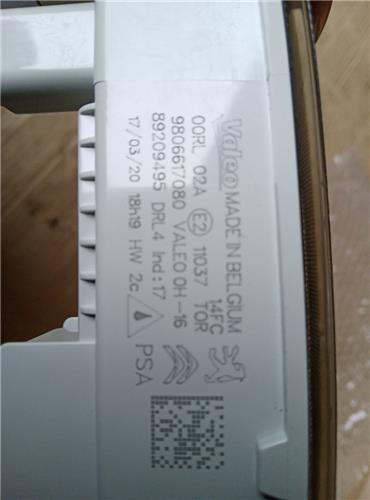 Valeo MADE IN BELGIUM
14FC
00RL 02A E2 11037 TOR
9806617080 VALEO OH-16
89209495 DRL4 Ind:17
17/03/20 18h19 HW 2c
PSA